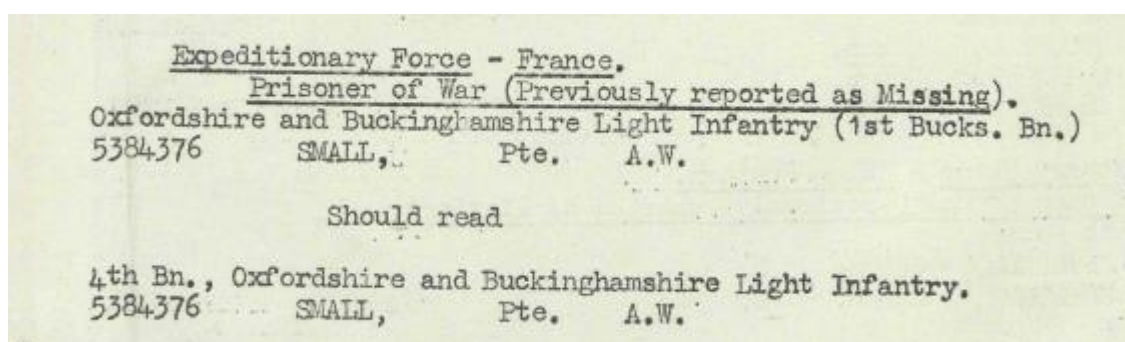 Expeditionary Force - France.
Prisoner of War (Previously reported as Missing).
Oxfordshire and Buckinghamshire Light Infantry (1st Bucks. Bn.)
5384376 SMALL, Pte. A.W.
Should read
4th Bn., Oxfordshire and Buckinghamshire Light Infantry.
5384376 SMALL, Pte. A.W.